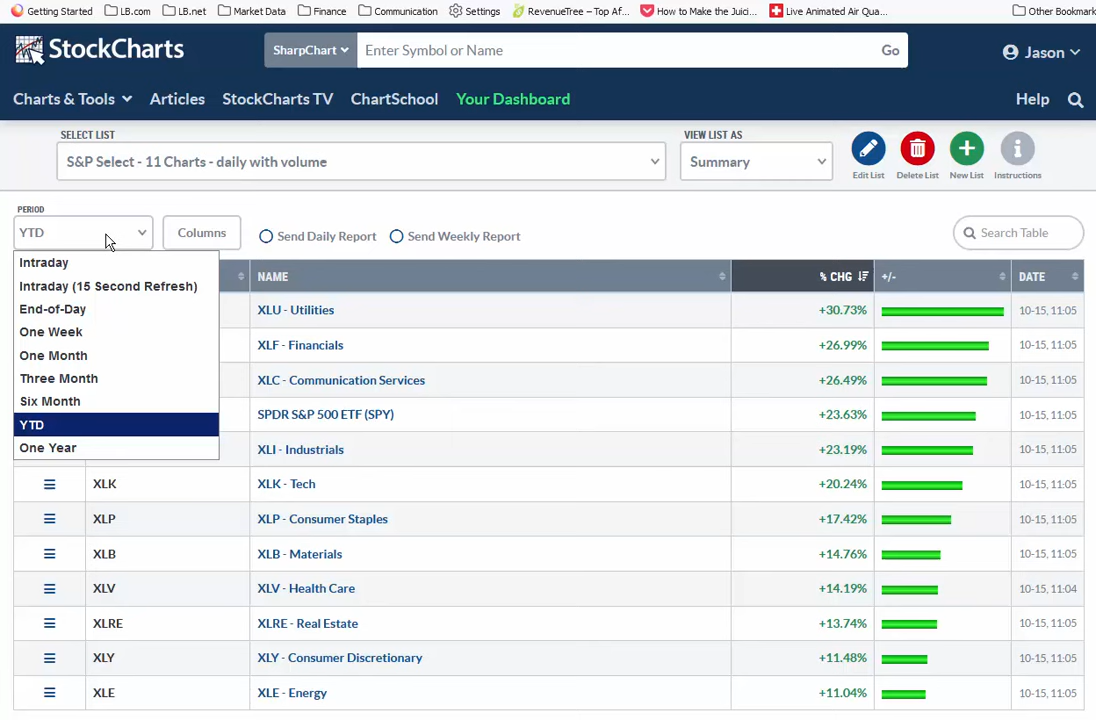 Getting Started LB.com LB.net Market Data Finance Communication Settings RevenueTree – Top Af... How to Make the Juici... Live Animated Air Qua... Other Bookmark
StockCharts SharpChart Enter Symbol or Name Go Jason
Charts & Tools Articles StockCharts TV ChartSchool Your Dashboard Help
SELECT LIST VIEW LIST AS
S&P Select - 11 Charts - daily with volume Summary
Edit List Delete List New List Instructions
PERIOD
YTD Columns Send Daily Report Send Weekly Report Search Table
Intraday
Intraday (15 Second Refresh)
End-of-Day
One Week
One Month
Three Month
Six Month
YTD
One Year
NAME % CHG +/- DATE
XLU - Utilities +30.73% 10-15, 11:05
XLF - Financials +26.99% 10-15, 11:05
XLC - Communication Services +26.49% 10-15, 11:05
SPDR S&P 500 ETF (SPY) +23.63% 10-15, 11:05
XLI - Industrials +23.19% 10-15, 11:05
XLK XLK - Tech +20.24% 10-15, 11:05
XLP XLP - Consumer Staples +17.42% 10-15, 11:05
XLB XLB - Materials +14.76% 10-15, 11:05
XLV XLV - Health Care +14.19% 10-15, 11:04
XLRE XLRE - Real Estate +13.74% 10-15, 11:05
XLY XLY - Consumer Discretionary +11.48% 10-15, 11:05
XLE XLE - Energy +11.04% 10-15, 11:05